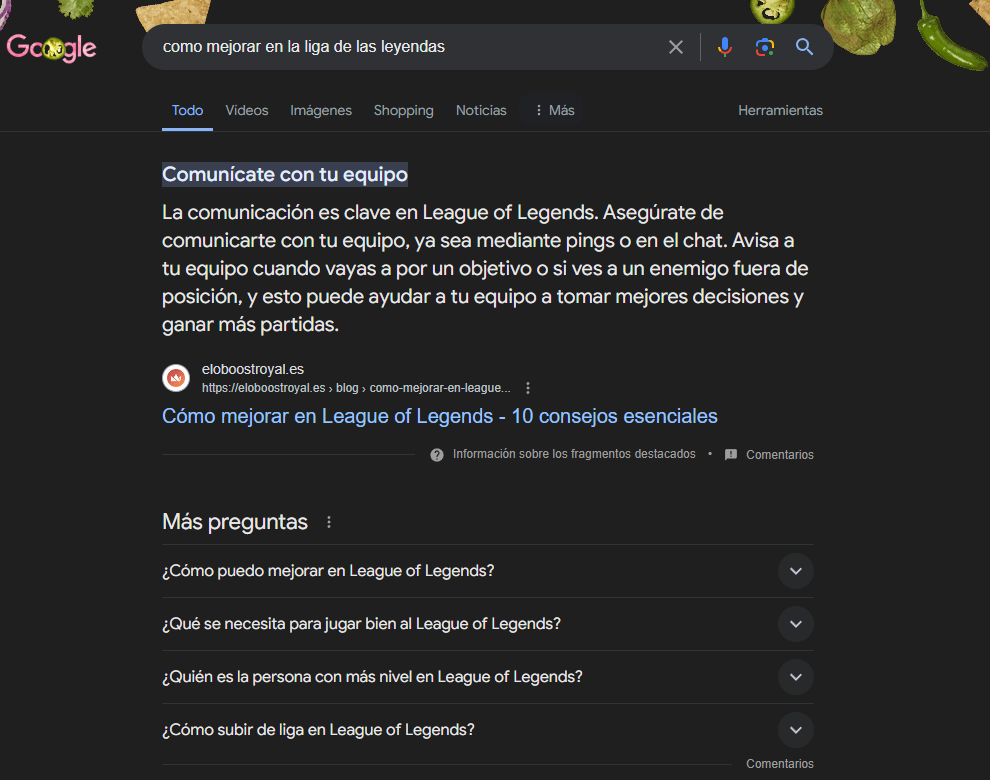 Google
como mejorar en la liga de las leyendas
Todo Vídeos Imágenes Shopping Noticias Más Herramientas
Comunícate con tu equipo
La comunicación es clave en League of Legends. Asegúrate de
comunicarte con tu equipo, ya sea mediante pings o en el chat. Avisa a
tu equipo cuando vayas a por un objetivo o si ves a un enemigo fuera de
posición, y esto puede ayudar a tu equipo a tomar mejores decisiones y
ganar más partidas.
eloboostroyal.es
https://eloboostroyal.es › blog › como-mejorar-en-league...
Cómo mejorar en League of Legends - 10 consejos esenciales
Información sobre los fragmentos destacados • Comentarios
Más preguntas
¿Cómo puedo mejorar en League of Legends?
¿Qué se necesita para jugar bien al League of Legends?
¿Quién es la persona con más nivel en League of Legends?
¿Cómo subir de liga en League of Legends?
Comentarios